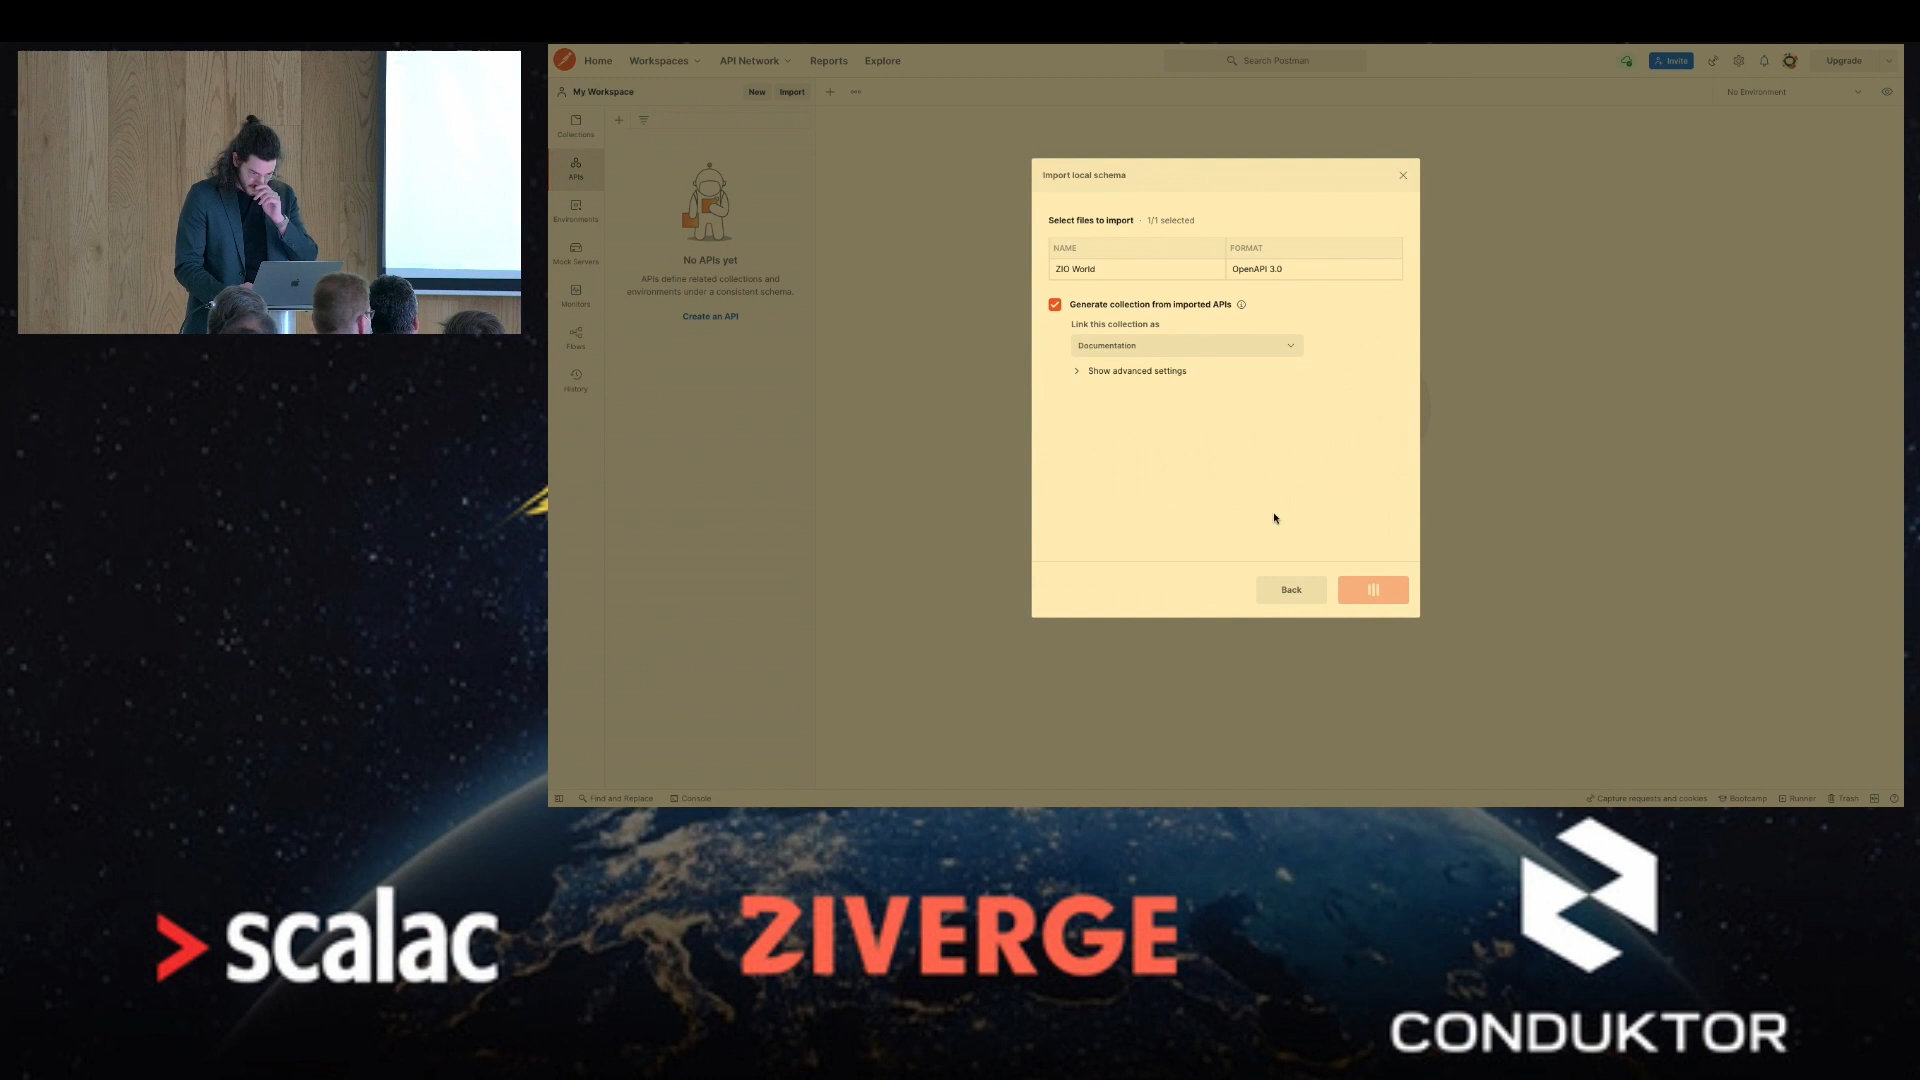 Home
Workspaces
API Network
Reports
Explore
Search Postman
Invite
Upgrade
My Workspace
New
Import
No Environment
Collections
APIs
Environments
Mock Servers
Monitors
Flows
History
No APIs yet
APIs define related collections and
environments under a consistent schema.
Create an API
Import local schema
Select files to import · 1/1 selected
NAME
FORMAT
ZIO World
OpenAPI 3.0
Generate collection from imported APIs
Link this collection as
Documentation
Show advanced settings
Back
Find and Replace
Console
Capture requests and cookies
Bootcamp
Runner
Trash
scalac
ZIVERGE
CONDUKTOR